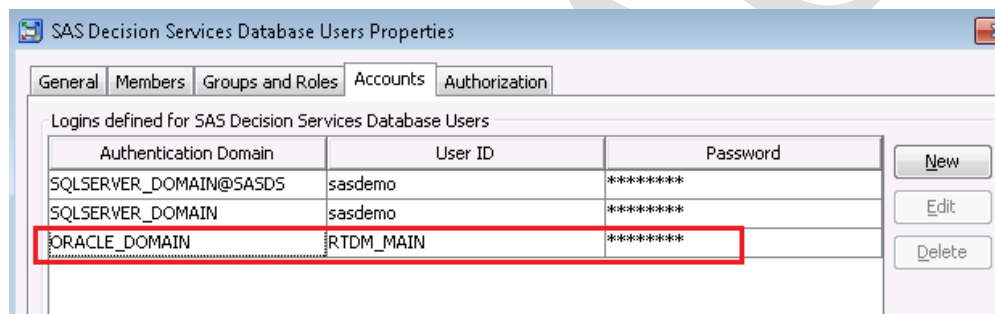 SAS Decision Services Database Users Properties
General Members Groups and Roles Accounts Authorization
Logins defined for SAS Decision Services Database Users
Authentication Domain User ID Password
SQLSERVER_DOMAIN@SASDS sasdemo ********
SQLSERVER_DOMAIN sasdemo ********
ORACLE_DOMAIN RTDM_MAIN ********
New
Edit
Delete